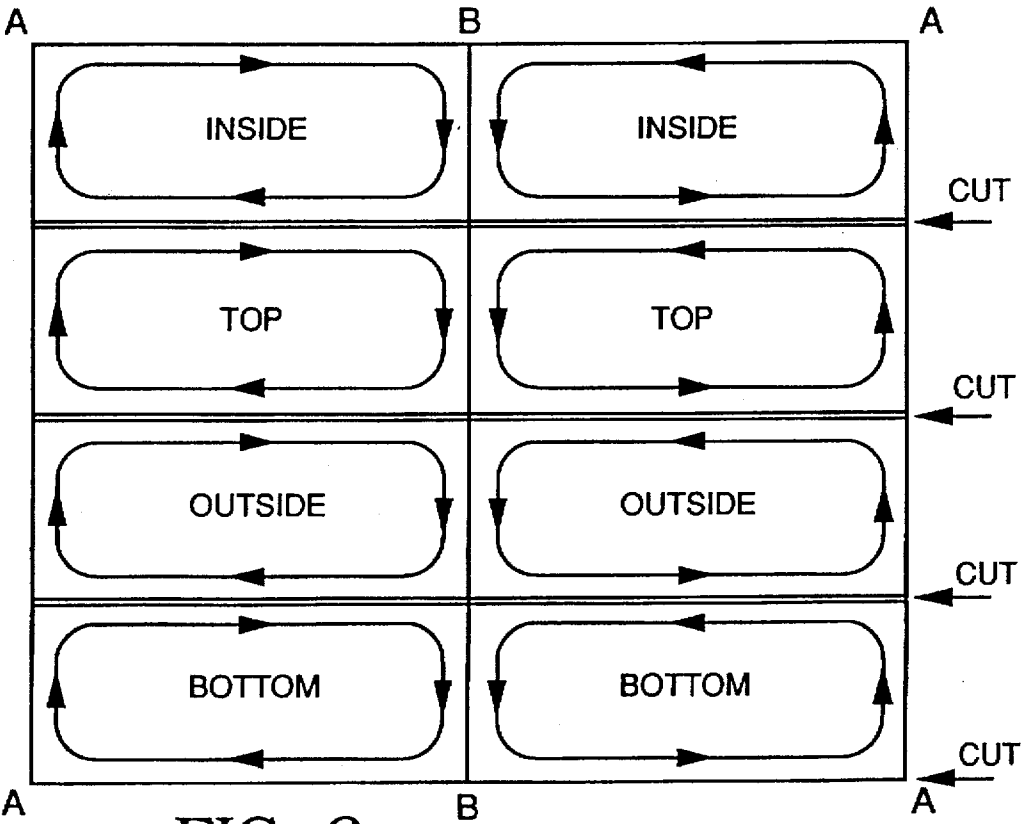 A B A
INSIDE INSIDE
CUT
TOP TOP
CUT
OUTSIDE OUTSIDE
CUT
BOTTOM BOTTOM
CUT
A B A